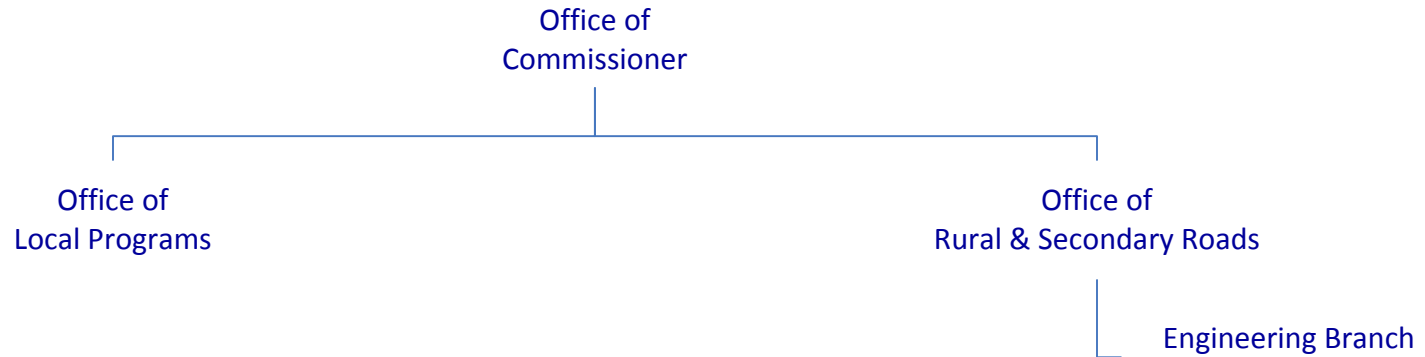 Office of
Commissioner
Office of
Local Programs
Office of
Rural & Secondary Roads
Engineering Branch